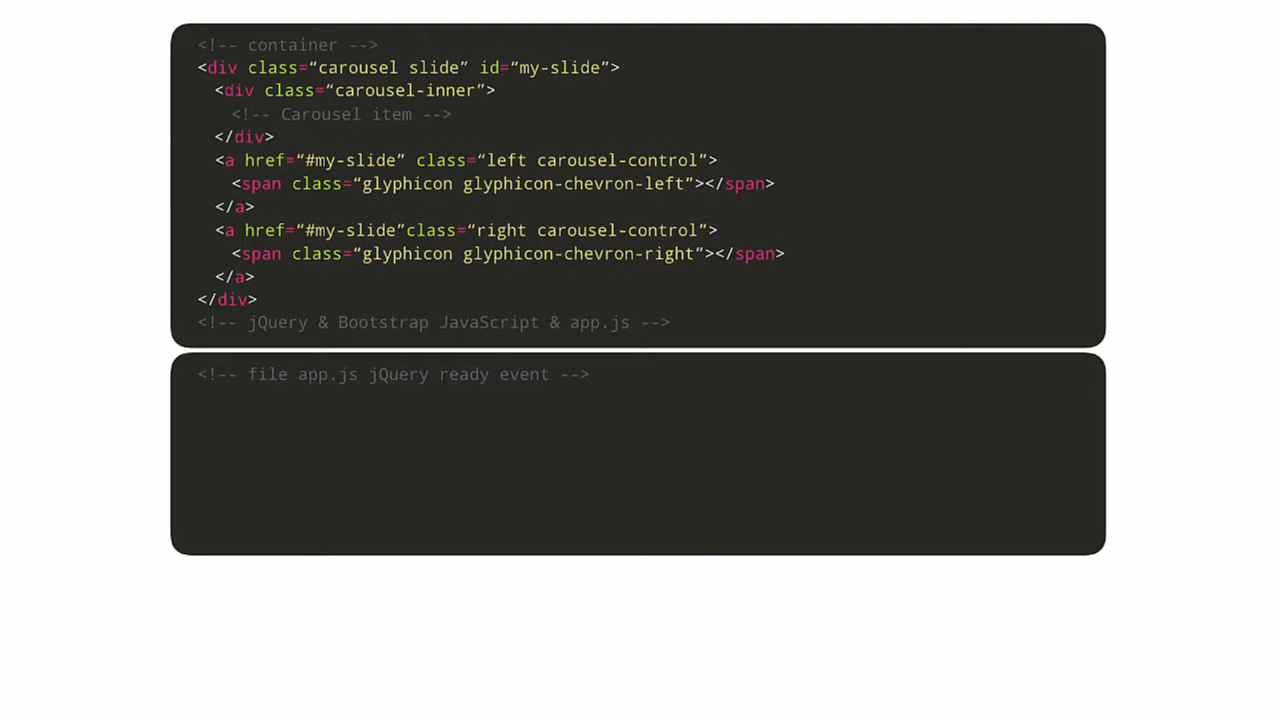 <!-- container -->
<div class=“carousel slide” id=“my-slide”>
<div class=“carousel-inner”>
<!-- Carousel item -->
</div>
<a href=“#my-slide” class=“left carousel-control”>
<span class=“glyphicon glyphicon-chevron-left”></span>
</a>
<a href=“#my-slide”class=“right carousel-control”>
<span class=“glyphicon glyphicon-chevron-right”></span>
</a>
</div>
<!-- jQuery & Bootstrap JavaScript & app.js -->
<!-- file app.js jQuery ready event -->